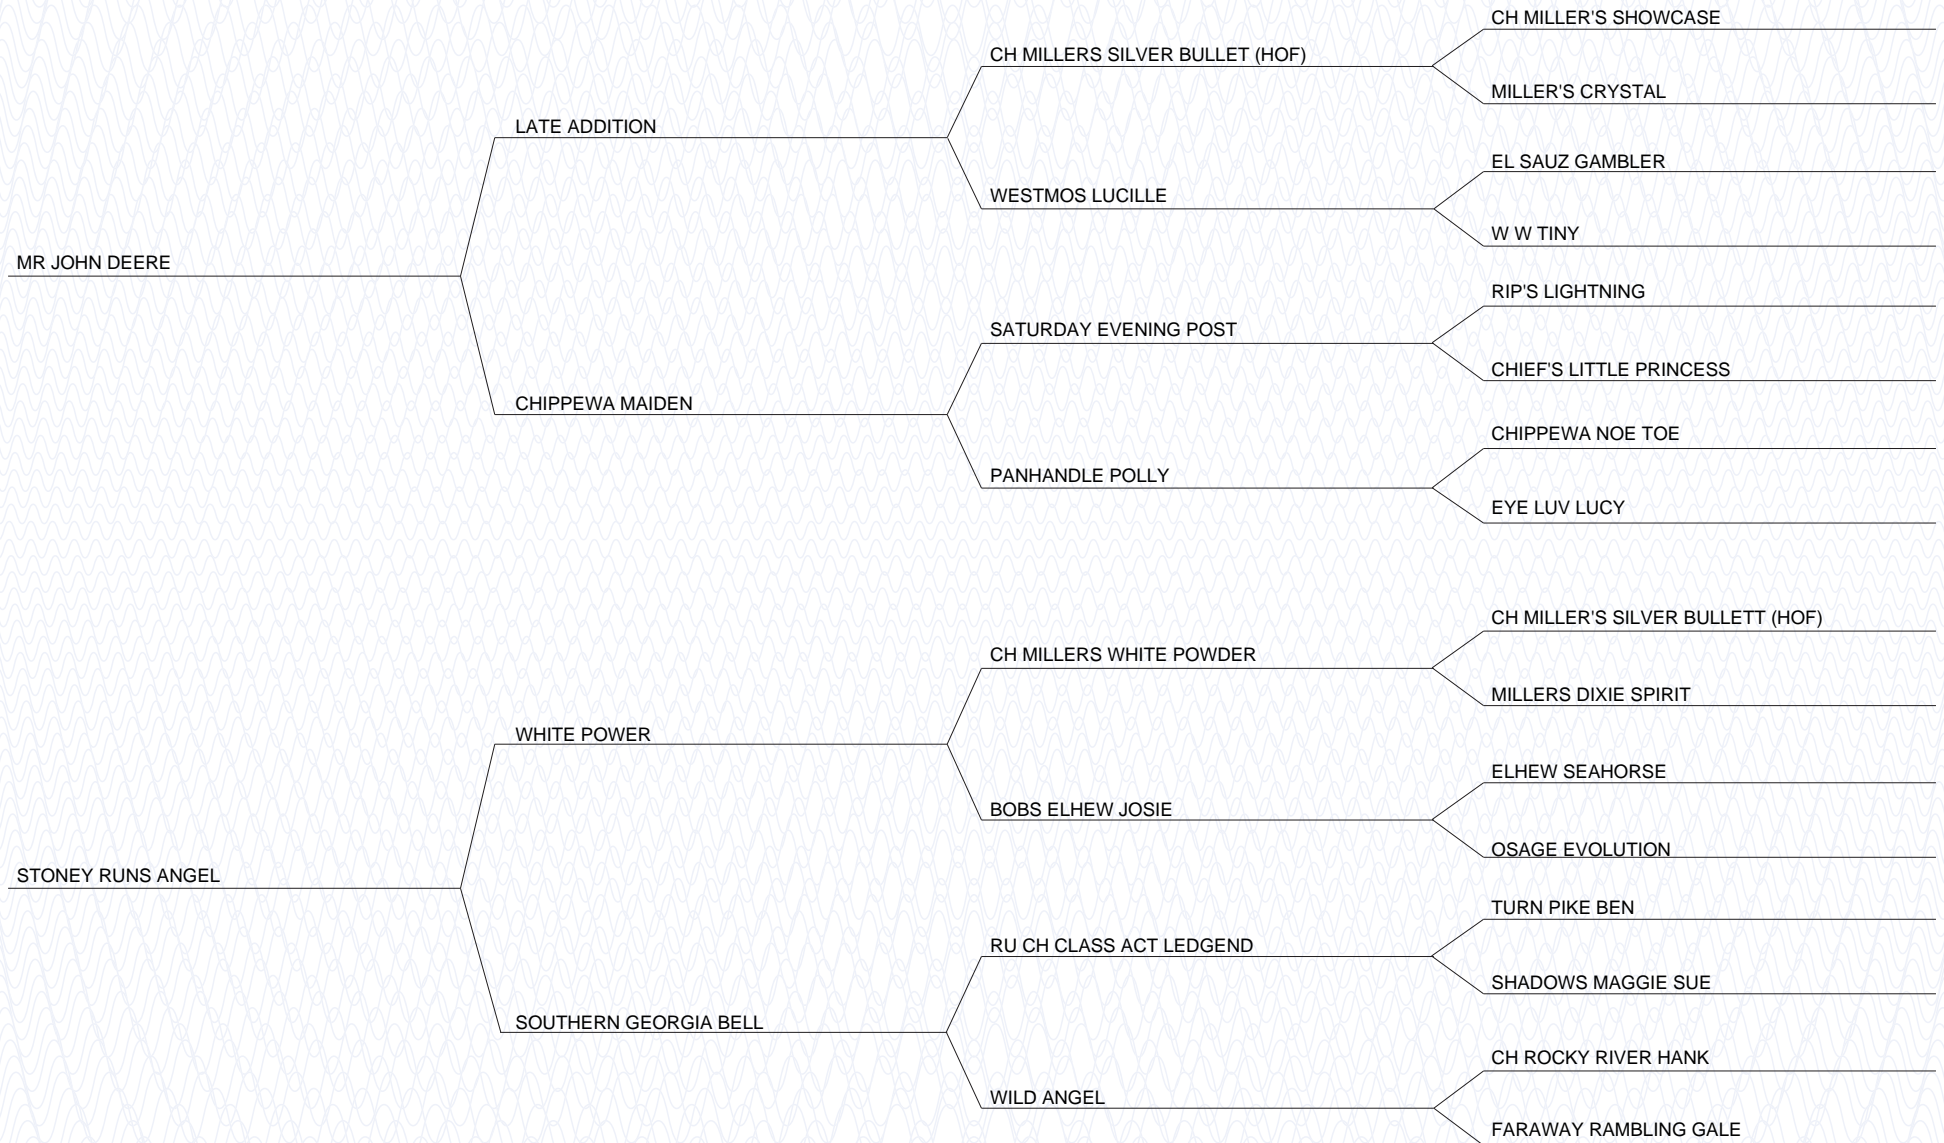 CH MILLER'S SHOWCASE
CH MILLERS SILVER BULLET (HOF)
MILLER'S CRYSTAL
LATE ADDITION
EL SAUZ GAMBLER
WESTMOS LUCILLE
W W TINY
MR JOHN DEERE
RIP'S LIGHTNING
SATURDAY EVENING POST
CHIEF'S LITTLE PRINCESS
CHIPPEWA MAIDEN
CHIPPEWA NOE TOE
PANHANDLE POLLY
EYE LUV LUCY
CH MILLER'S SILVER BULLETT (HOF)
CH MILLERS WHITE POWDER
MILLERS DIXIE SPIRIT
WHITE POWER
ELHEW SEAHORSE
BOBS ELHEW JOSIE
OSAGE EVOLUTION
STONEY RUNS ANGEL
TURN PIKE BEN
RU CH CLASS ACT LEDGEND
SHADOWS MAGGIE SUE
SOUTHERN GEORGIA BELL
CH ROCKY RIVER HANK
WILD ANGEL
FARAWAY RAMBLING GALE